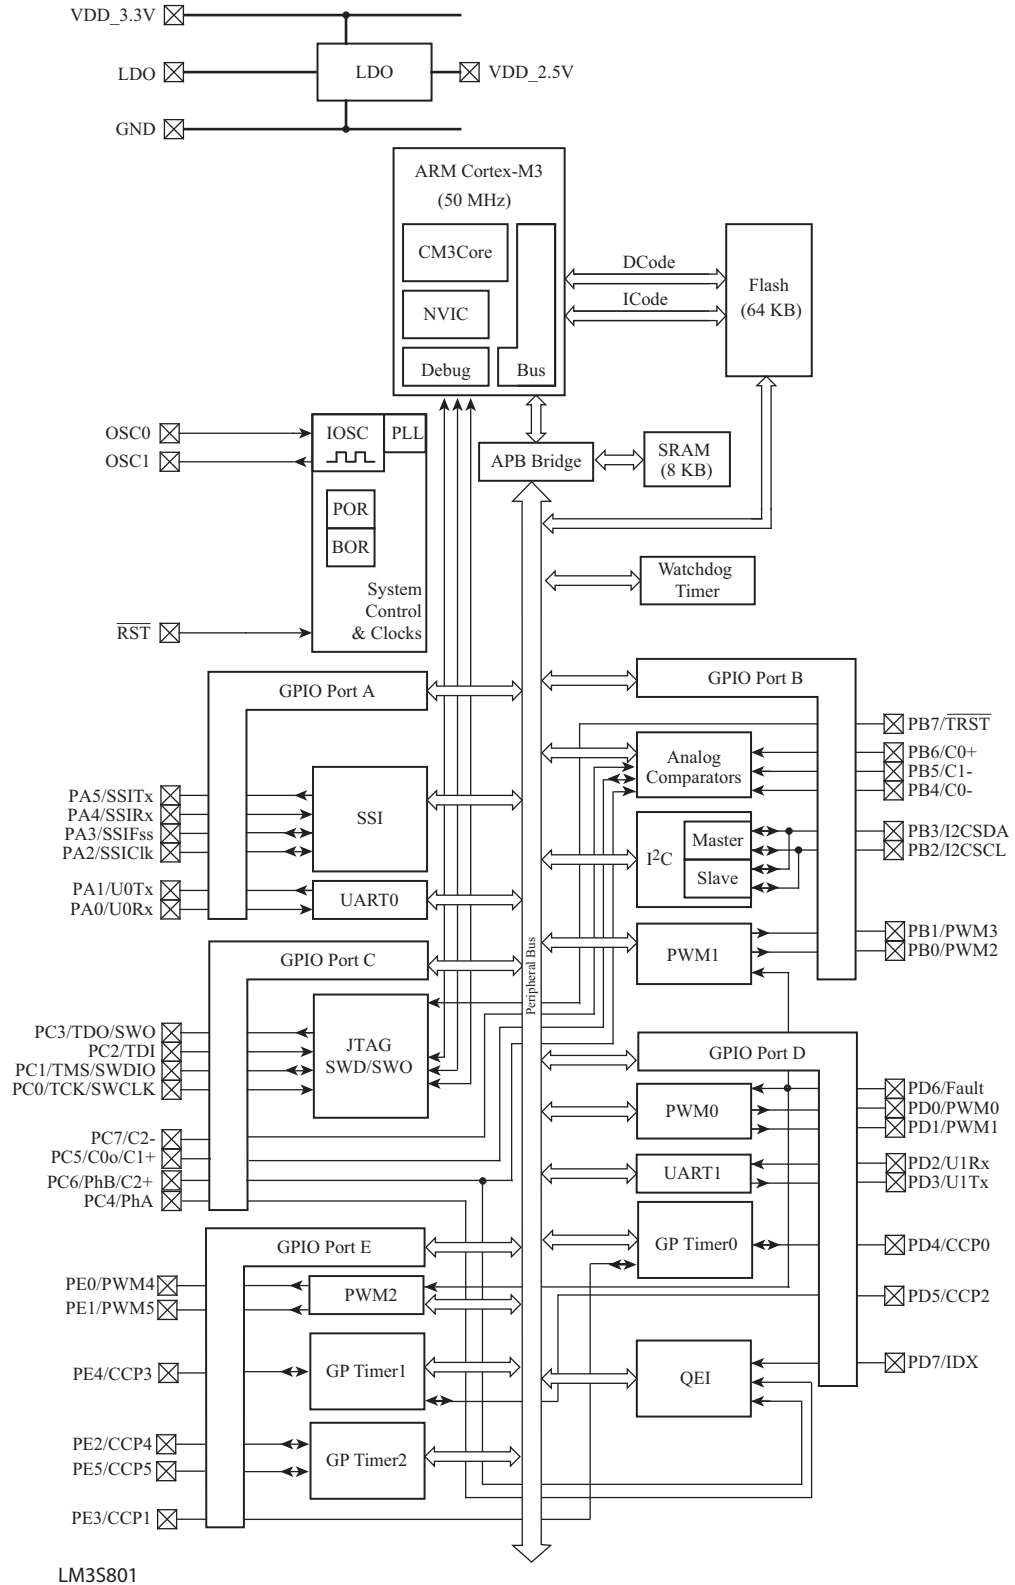 VDD_3.3V
LDO
LDO
VDD_2.5V
GND
ARM Cortex-M3
(50 MHz)
CM3Core
NVIC
Debug
Bus
DCode
ICode
Flash
(64 KB)
OSC0
OSC1
IOSC
PLL
POR
BOR
System
Control
& Clocks
RST
APB Bridge
SRAM
(8 KB)
Watchdog
Timer
Peripheral Bus
GPIO Port A
PA5/SSITx
PA4/SSIRx
PA3/SSIFss
PA2/SSIClk
SSI
PA1/U0Tx
PA0/U0Rx
UART0
GPIO Port B
PB7/TRST
PB6/C0+
PB5/C1-
PB4/C0-
Analog
Comparators
I2C
Master
Slave
PB3/I2CSDA
PB2/I2CSCL
PWM1
PB1/PWM3
PB0/PWM2
GPIO Port C
PC3/TDO/SWO
PC2/TDI
PC1/TMS/SWDIO
PC0/TCK/SWCLK
JTAG
SWD/SWO
PC7/C2-
PC5/C0o/C1+
PC6/PhB/C2+
PC4/PhA
GPIO Port D
PWM0
PD6/Fault
PD0/PWM0
PD1/PWM1
UART1
PD2/U1Rx
PD3/U1Tx
GP Timer0
PD4/CCP0
PD5/CCP2
QEI
PD7/IDX
GPIO Port E
PE0/PWM4
PE1/PWM5
PWM2
PE4/CCP3
GP Timer1
PE2/CCP4
PE5/CCP5
GP Timer2
PE3/CCP1
LM3S801